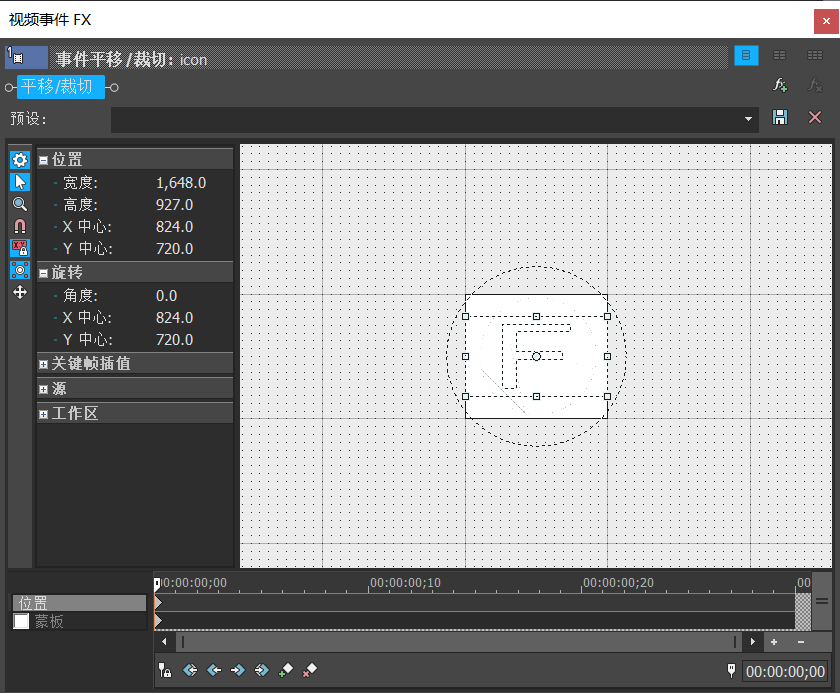 视频事件 FX
1
事件平移/裁切: icon
平移/裁切
预设:
位置
宽度: 1,648.0
高度: 927.0
X 中心: 824.0
Y 中心: 720.0
旋转
角度: 0.0
X 中心: 824.0
Y 中心: 720.0
关键帧插值
源
工作区
00:00:00;00 00:00:00;10 00:00:00;20 00
位置
蒙板
00:00:00;00